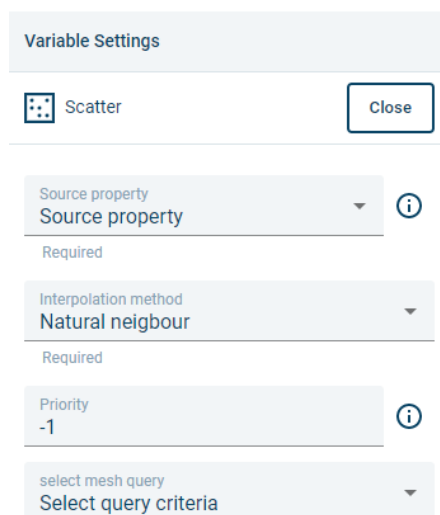 Variable Settings
Scatter
Close
Source property
Source property
Required
Interpolation method
Natural neigbour
Required
Priority
-1
select mesh query
Select query criteria